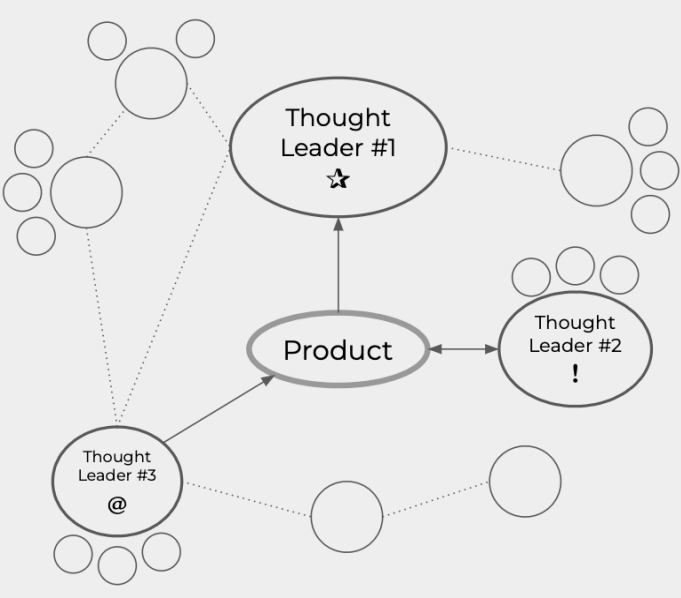 Thought
Leader #1
☆
Product
Thought
Leader #2
!
Thought
Leader #3
@